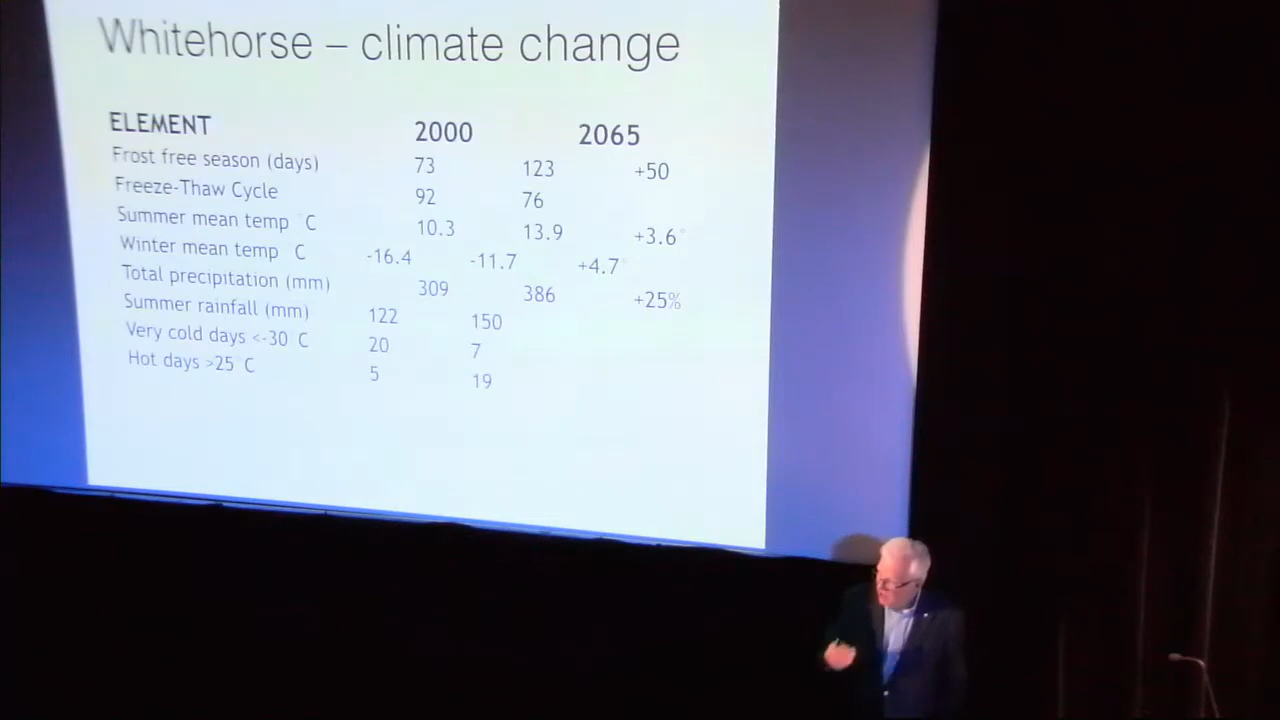 Whitehorse – climate change
ELEMENT 2000 2065
Frost free season (days) 73 123 +50
Freeze-Thaw Cycle 92 76
Summer mean temp °C 10.3 13.9 +3.6°
Winter mean temp °C -16.4 -11.7 +4.7°
Total precipitation (mm) 309 386 +25%
Summer rainfall (mm) 122 150
Very cold days <-30 C 20 7
Hot days >25 C 5 19